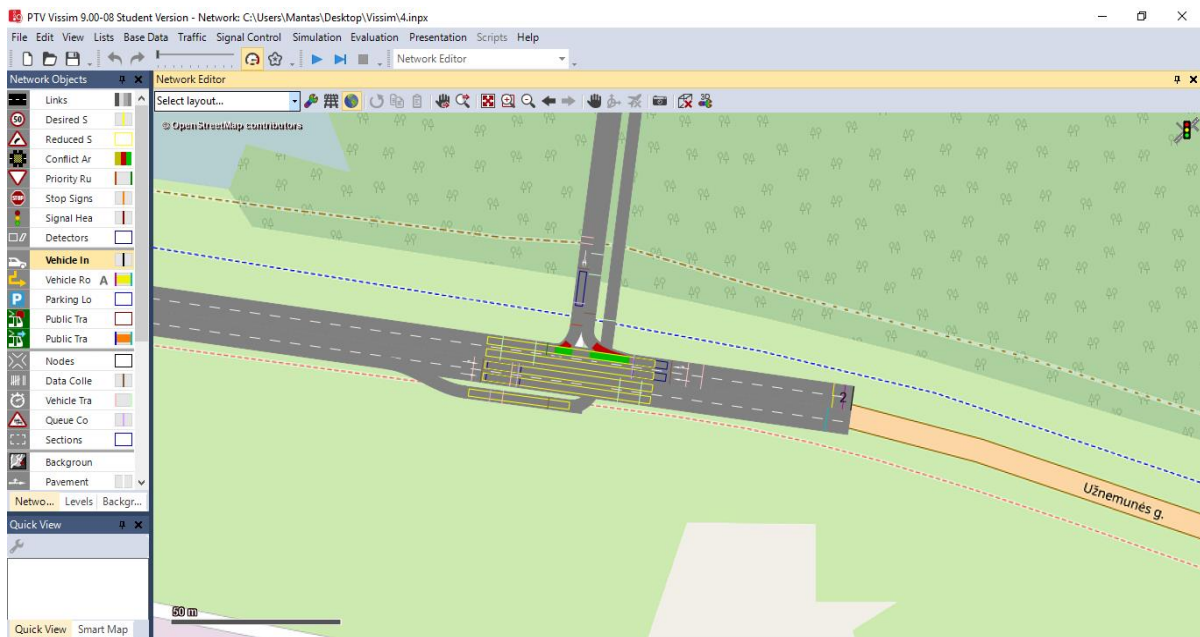 PTV Vissim 9.00-08 Student Version - Network: C:\Users\Mantas\Desktop\Vissim\4.inpx
File Edit View Lists Base Data Traffic Signal Control Simulation Evaluation Presentation Scripts Help
Network Editor
Network Objects
Network Editor
Links
Select layout...
50 Desired S
© OpenStreetMap contributors
Reduced S
Conflict Ar
Priority Ru
STOP Stop Signs
Signal Hea
Detectors
Vehicle In
Vehicle Ro A
P Parking Lo
Public Tra
Public Tra
Nodes
Data Colle
Vehicle Tra
2
Queue Co
Sections
Backgroun
Pavement
Užnemunės g.
Netwo... Levels Backgr...
Quick View
50 m
Quick View Smart Map